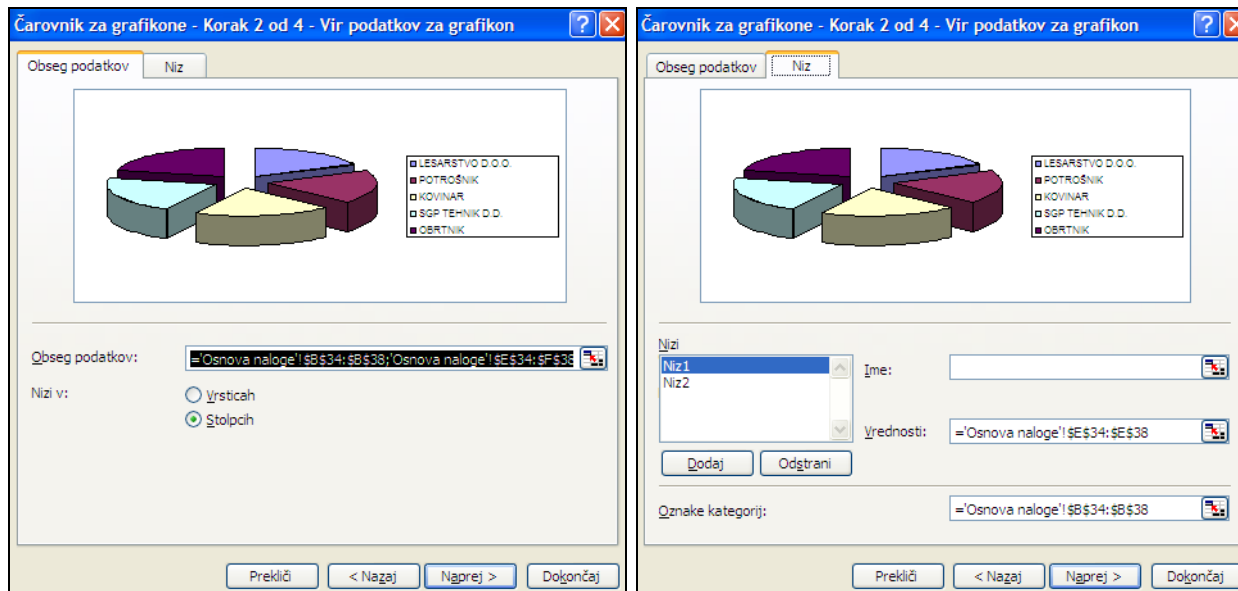 Čarovnik za grafikone - Korak 2 od 4 - Vir podatkov za grafikon
Obseg podatkov
Niz
LESARSTVO D.O.O.
POTROŠNIK
KOVINAR
SGP TEHNIK D.D.
OBRTNIK
Obseg podatkov:
='Osnova naloge'!$B$34:$B$38;'Osnova naloge'!$E$34:$F$38
Nizi v:
Vrsticah
Stolpcih
Prekliči
< Nazaj
Naprej >
Dokončaj
Čarovnik za grafikone - Korak 2 od 4 - Vir podatkov za grafikon
Obseg podatkov
Niz
LESARSTVO D.O.O.
POTROŠNIK
KOVINAR
SGP TEHNIK D.D.
OBRTNIK
Nizi
Niz1
Niz2
Ime:
Vrednosti:
='Osnova naloge'!$E$34:$E$38
Dodaj
Odstrani
Oznake kategorij:
='Osnova naloge'!$B$34:$B$38
Prekliči
< Nazaj
Naprej >
Dokončaj